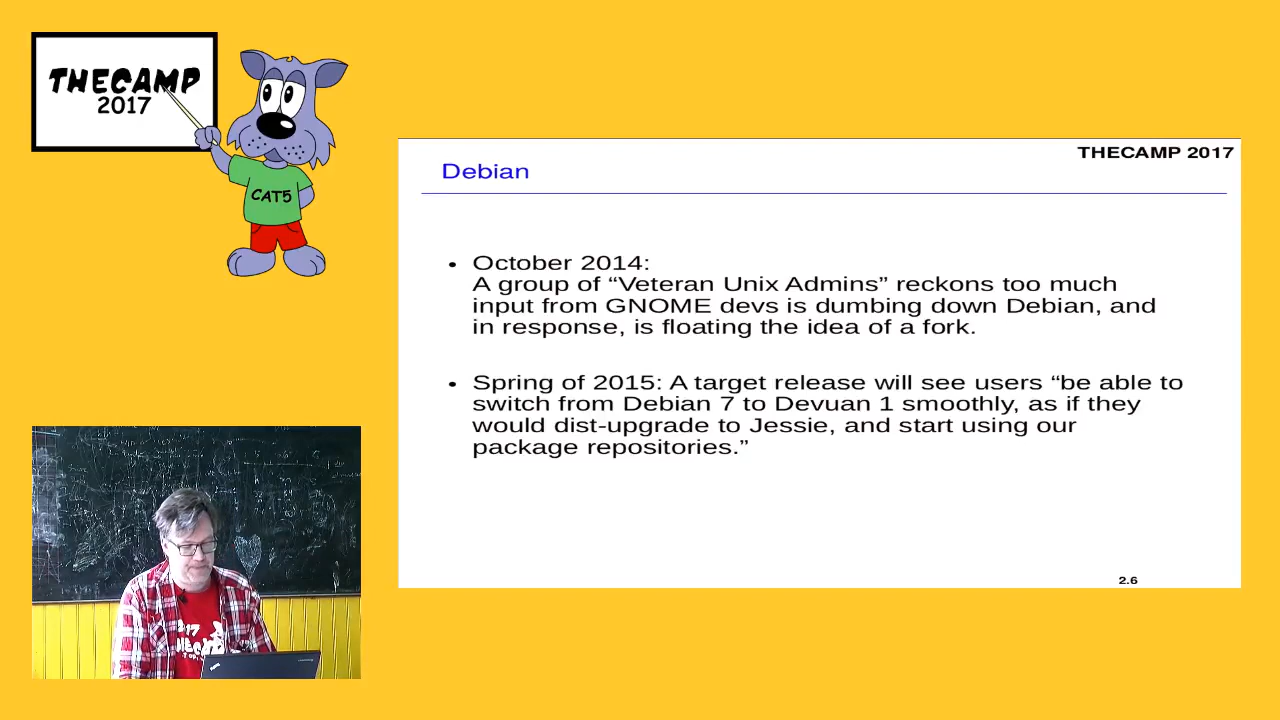 THECAMP
2017
CAT5
THECAMP 2017
Debian
• October 2014:
A group of “Veteran Unix Admins” reckons too much
input from GNOME devs is dumbing down Debian, and
in response, is floating the idea of a fork.
• Spring of 2015: A target release will see users “be able to
switch from Debian 7 to Devuan 1 smoothly, as if they
would dist-upgrade to Jessie, and start using our
package repositories.”
2.6